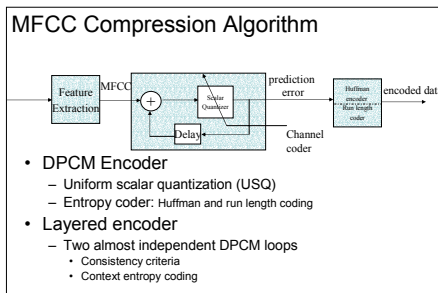 MFCC Compression Algorithm
Feature
Extraction
MFCC
+
Scalar
Quantizer
Delay
prediction
error
Channel
coder
Huffman
encoder
Run length
coder
encoded dat
• DPCM Encoder
– Uniform scalar quantization (USQ)
– Entropy coder: Huffman and run length coding
• Layered encoder
– Two almost independent DPCM loops
• Consistency criteria
• Context entropy coding